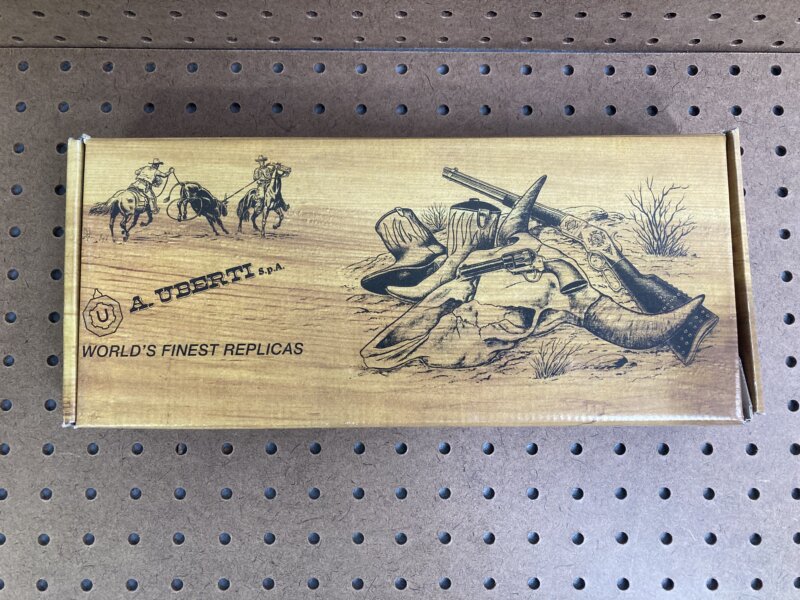 A. UBERTI S.p.A.
U
WORLD'S FINEST REPLICAS